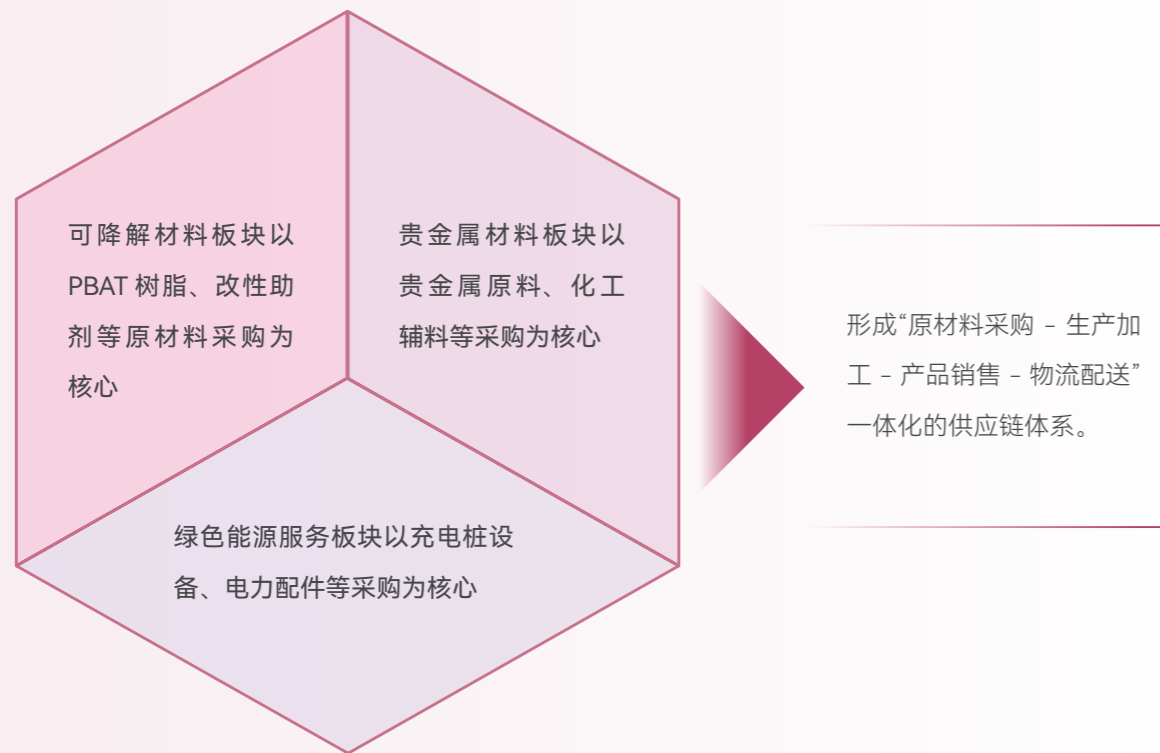 可降解材料板块以
PBAT 树脂、改性助
剂等原材料采购为
核心
贵金属材料板块以
贵金属原料、化工
辅料等采购为核心
绿色能源服务板块以充电桩设
备、电力配件等采购为核心
形成“原材料采购 – 生产加
工 – 产品销售 – 物流配送”
一体化的供应链体系。